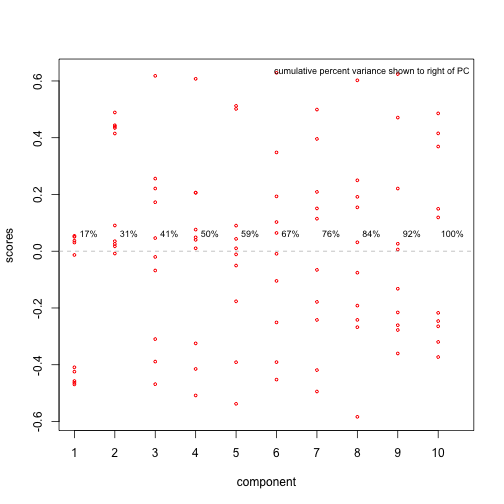 cumulative percent variance shown to right of PC
0.6
0.4
0.2
0.0
-0.2
-0.4
-0.6
scores
17% 31% 41% 50% 59% 67% 76% 84% 92% 100%
1 2 3 4 5 6 7 8 9 10
component